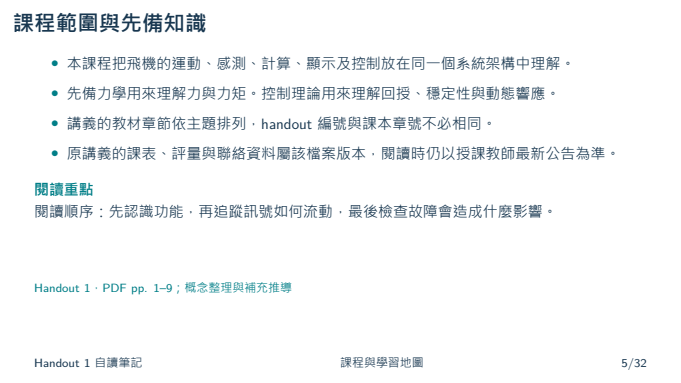 課程範圍與先備知識
• 本課程把飛機的運動、感測、計算、顯示及控制放在同一個系統架構中理解。
• 先備力學用來理解力與力矩。控制理論用來理解回授、穩定性與動態響應。
• 講義的教材章節依主題排列，handout 編號與課本章號不必相同。
• 原講義的課表、評量與聯絡資料屬該檔案版本，閱讀時仍以授課教師最新公告為準。
閱讀重點
閱讀順序：先認識功能，再追蹤訊號如何流動，最後檢查故障會造成什麼影響。
Handout 1，PDF pp. 1–9；概念整理與補充推導
Handout 1 自讀筆記 課程與學習地圖 5/32